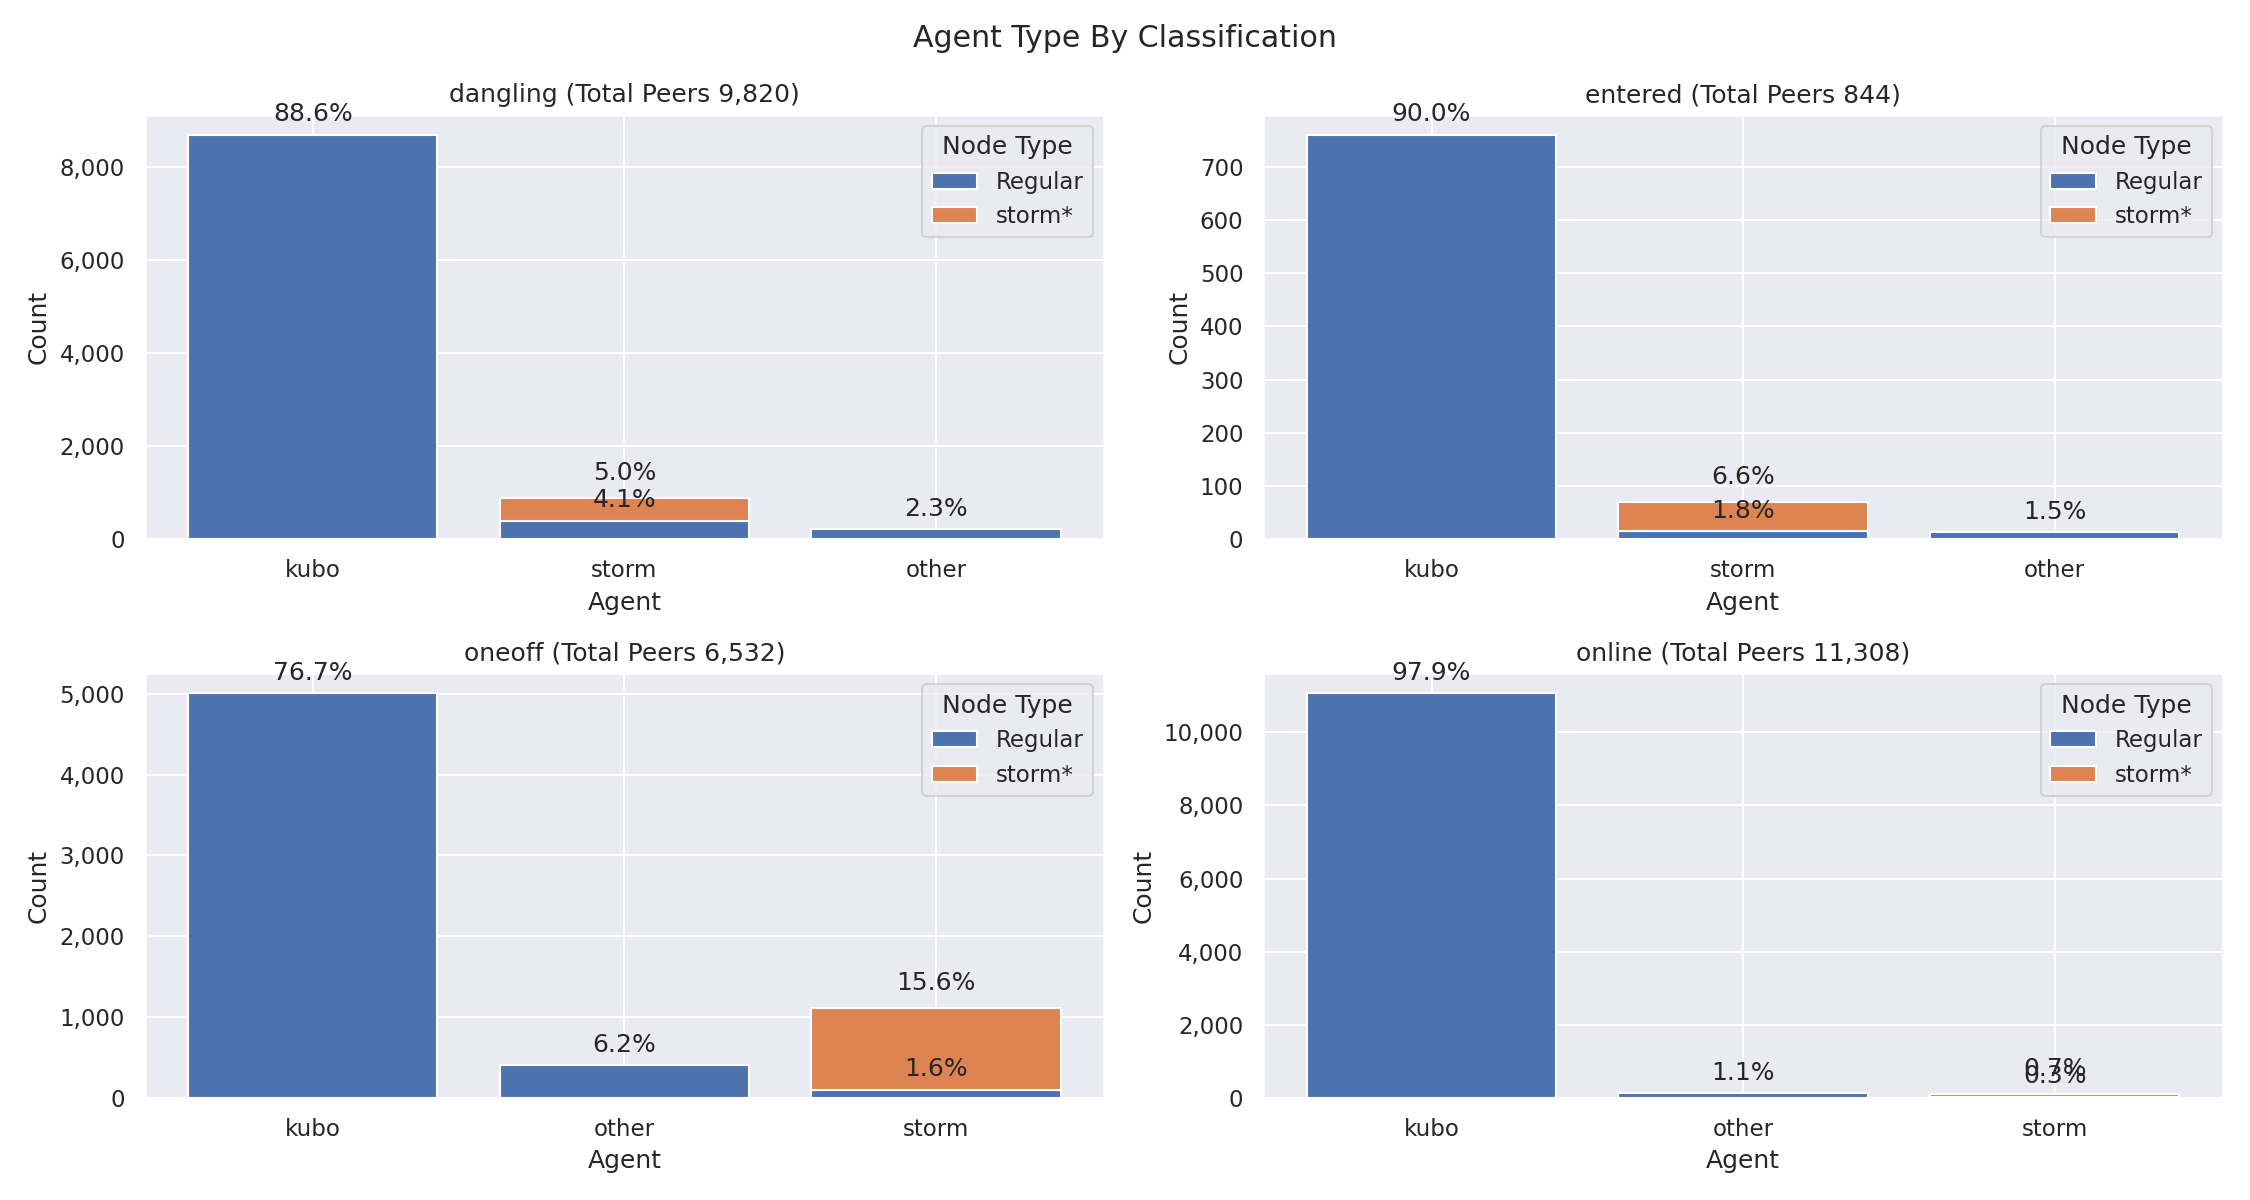 Agent Type By Classification
dangling (Total Peers 9,820)
88.6%
8,000
6,000
4,000
2,000
0
Count
5.0%
4.1%
2.3%
Node Type
Regular
storm*
kubo
storm
other
Agent
entered (Total Peers 844)
90.0%
700
600
500
400
300
200
100
0
Count
6.6%
1.8%
1.5%
Node Type
Regular
storm*
kubo
storm
other
Agent
oneoff (Total Peers 6,532)
76.7%
5,000
4,000
3,000
2,000
1,000
0
Count
6.2%
15.6%
1.6%
Node Type
Regular
storm*
kubo
other
storm
Agent
online (Total Peers 11,308)
97.9%
10,000
8,000
6,000
4,000
2,000
0
Count
1.1%
0.7%
0.3%
Node Type
Regular
storm*
kubo
other
storm
Agent